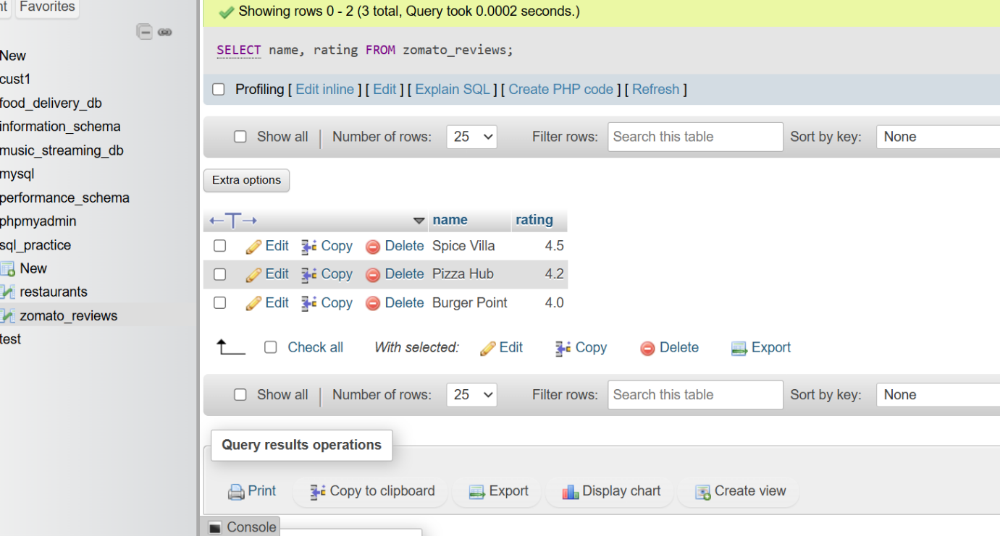 nt Favorites
New
cust1
food_delivery_db
information_schema
music_streaming_db
mysql
performance_schema
phpmyadmin
sql_practice
New
restaurants
zomato_reviews
test
Showing rows 0 - 2 (3 total, Query took 0.0002 seconds.)
SELECT name, rating FROM zomato_reviews;
Profiling [ Edit inline ] [ Edit ] [ Explain SQL ] [ Create PHP code ] [ Refresh ]
Show all Number of rows: 25 Filter rows: Search this table Sort by key: None
Extra options
name rating
Edit Copy Delete Spice Villa 4.5
Edit Copy Delete Pizza Hub 4.2
Edit Copy Delete Burger Point 4.0
Check all With selected: Edit Copy Delete Export
Show all Number of rows: 25 Filter rows: Search this table Sort by key: None
Query results operations
Print Copy to clipboard Export Display chart Create view
Console